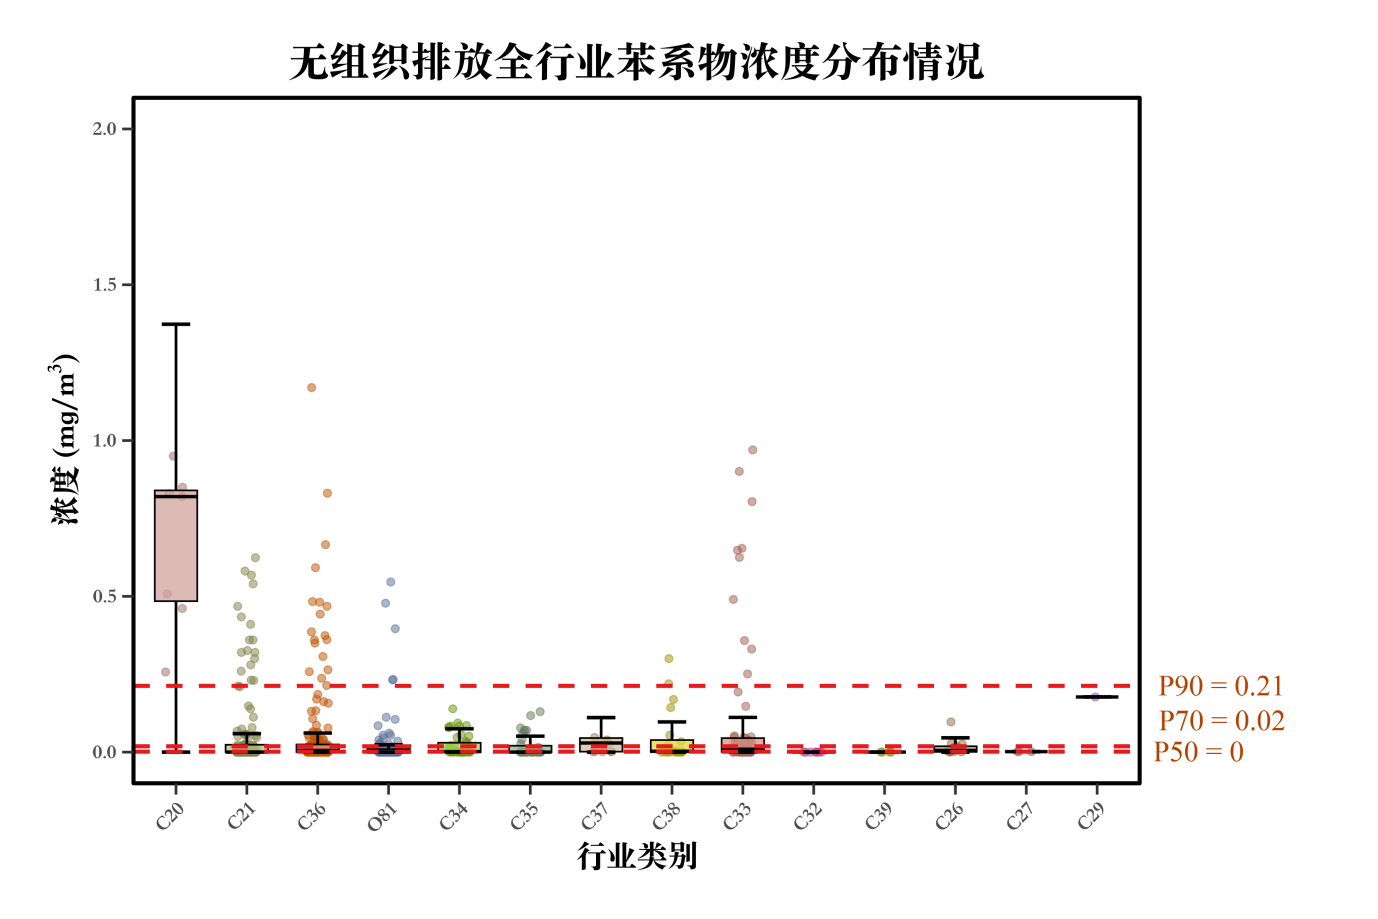 无组织排放全行业苯系物浓度分布情况
浓度 (mg/m³)
2.0
1.5
1.0
0.5
0.0
P90 = 0.21
P70 = 0.02
P50 = 0
C20
C21
C36
O81
C34
C35
C37
C38
C33
C32
C39
C26
C27
C29
行业类别